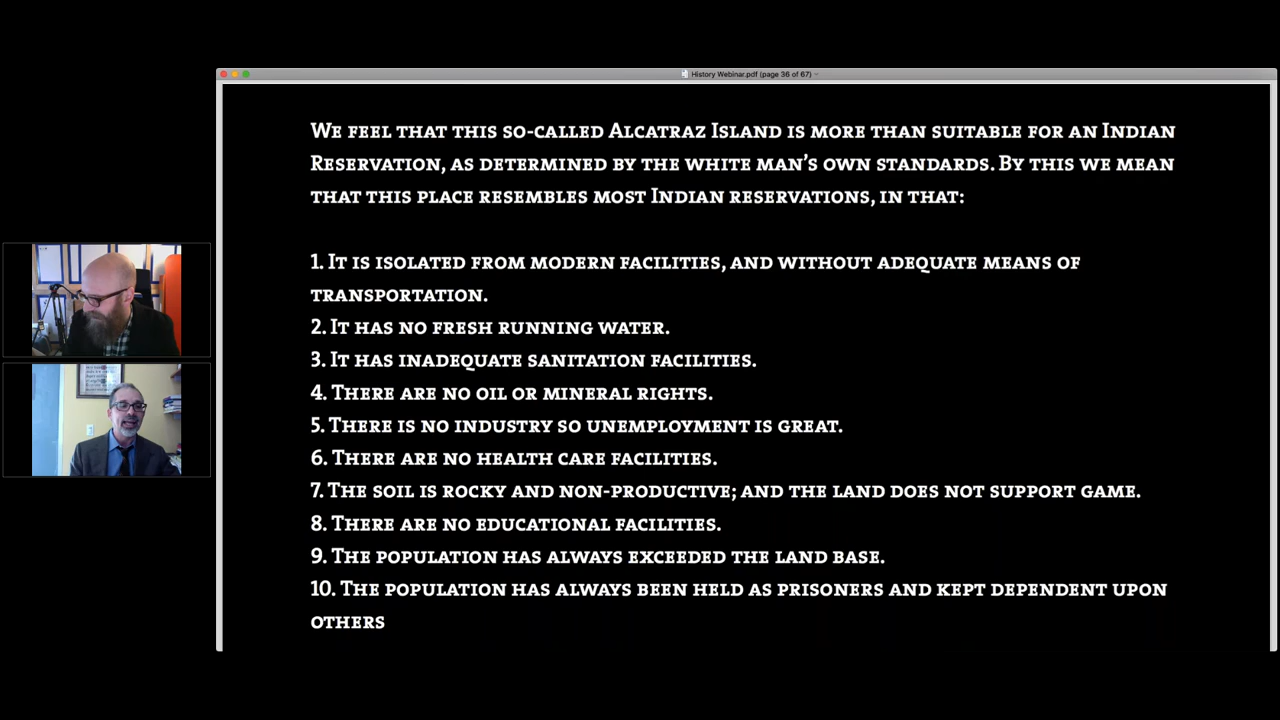 History Webinar.pdf (page 36 of 67)
We feel that this so-called Alcatraz Island is more than suitable for an Indian
Reservation, as determined by the white man's own standards. By this we mean
that this place resembles most Indian reservations, in that:
1. It is isolated from modern facilities, and without adequate means of
transportation.
2. It has no fresh running water.
3. It has inadequate sanitation facilities.
4. There are no oil or mineral rights.
5. There is no industry so unemployment is great.
6. There are no health care facilities.
7. The soil is rocky and non-productive; and the land does not support game.
8. There are no educational facilities.
9. The population has always exceeded the land base.
10. The population has always been held as prisoners and kept dependent upon
others